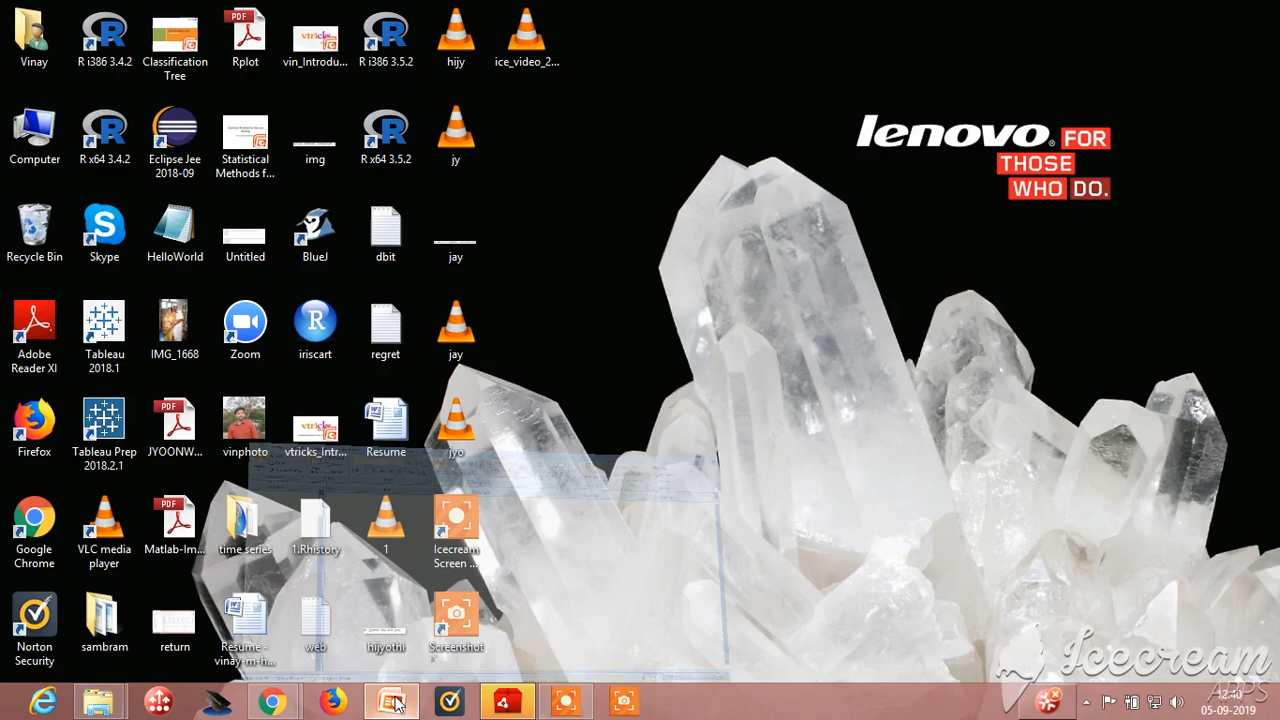 Vinay
R i386 3.4.2
Classification
Tree
Rplot
vin_Introdu...
R i386 3.5.2
hijy
ice_video_2...
Computer
R x64 3.4.2
Eclipse Jee
2018-09
Statistical
Methods f...
img
R x64 3.5.2
jy
lenovo FOR
THOSE
WHO DO.
Recycle Bin
Skype
HelloWorld
Untitled
BlueJ
dbit
jay
Adobe
Reader XI
Tableau
2018.1
IMG_1668
Zoom
iriscart
regret
jay
Firefox
Tableau Prep
2018.2.1
JYOONW...
vinphoto
vtricks_intr...
Resume
jyo
Google
Chrome
VLC media
player
Matlab-Im...
time series
1.Rhistory
1
Icecream
Screen ...
Norton
Security
sambram
return
Resume -
vinay-m-h...
web
hijyothi
Screenshot
Icecream
APPS
12:40
05-09-2019